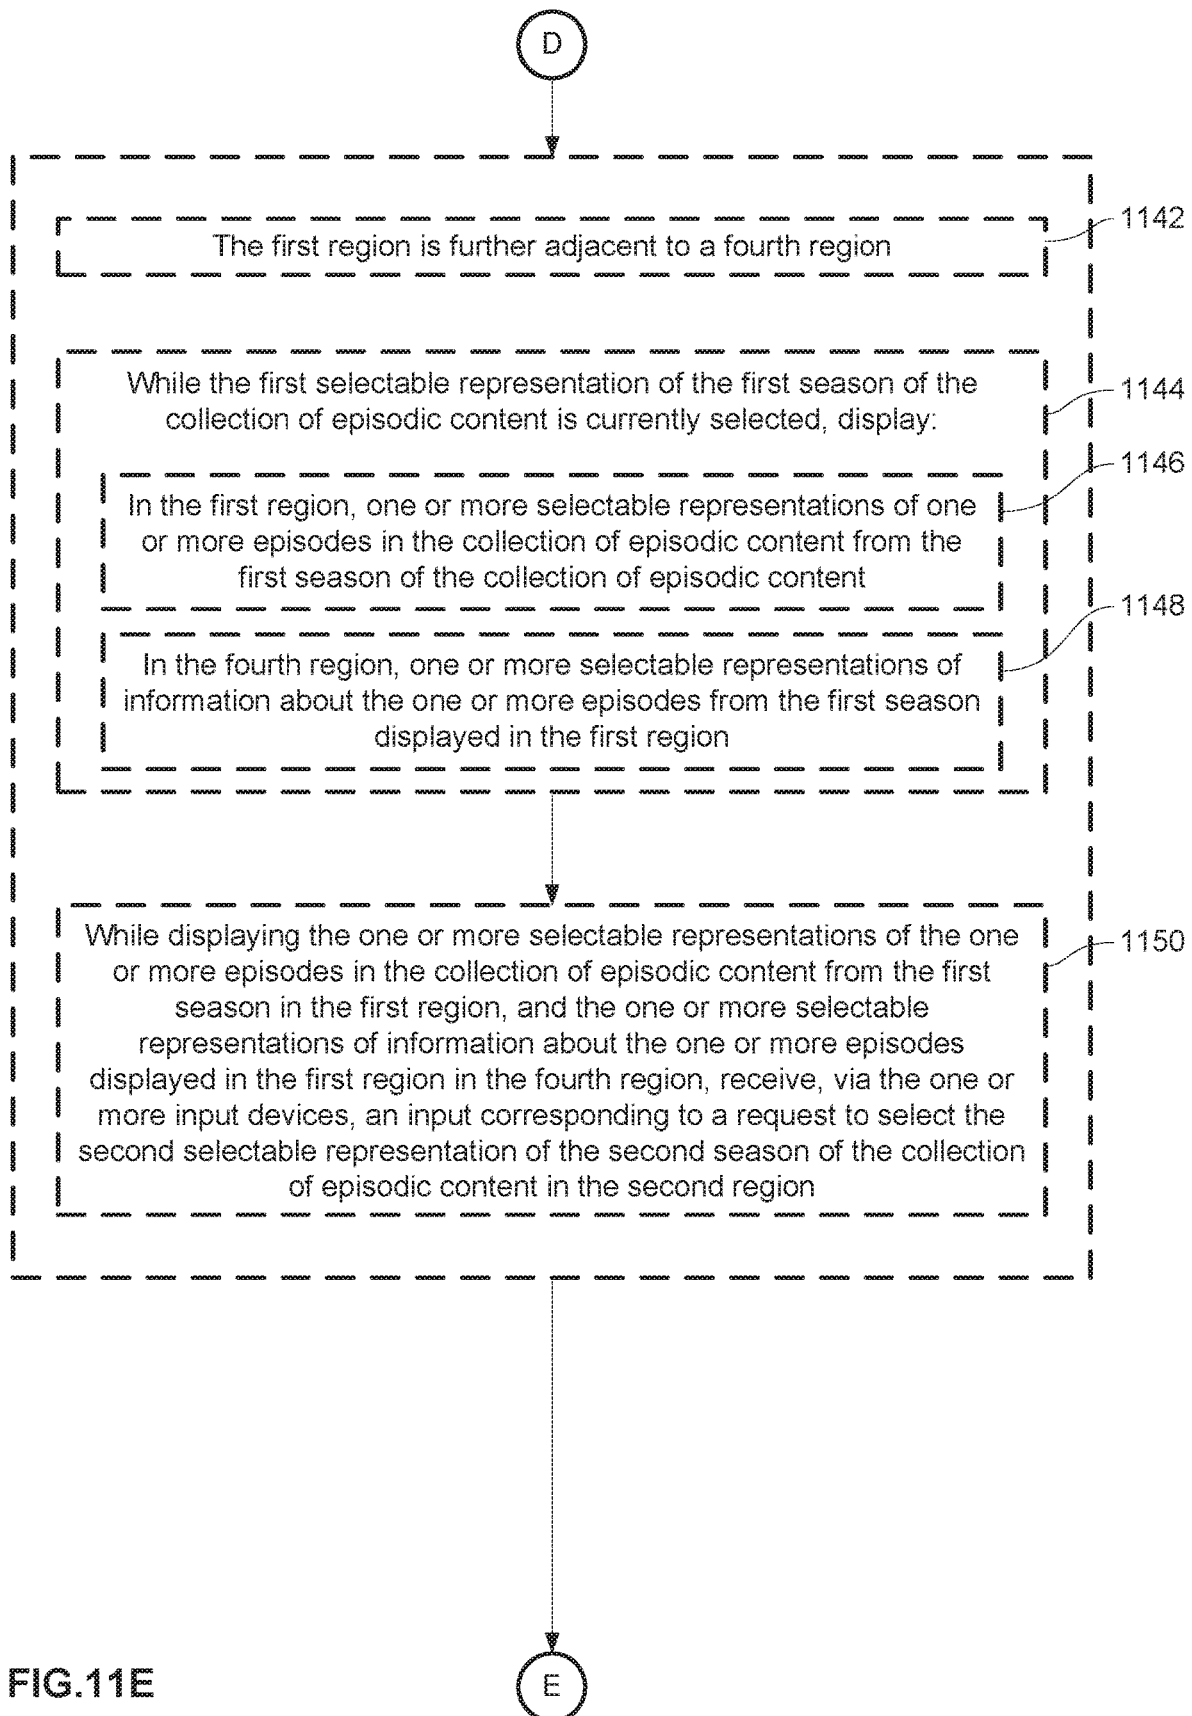 D
The first region is further adjacent to a fourth region
1142
While the first selectable representation of the first season of the
collection of episodic content is currently selected, display:
1144
1146
In the first region, one or more selectable representations of one
or more episodes in the collection of episodic content from the
first season of the collection of episodic content
1148
In the fourth region, one or more selectable representations of
information about the one or more episodes from the first season
displayed in the first region
While displaying the one or more selectable representations of the one
or more episodes in the collection of episodic content from the first
season in the first region, and the one or more selectable
representations of information about the one or more episodes
displayed in the first region in the fourth region, receive, via the one or
more input devices, an input corresponding to a request to select the
second selectable representation of the second season of the collection
of episodic content in the second region
1150
FIG.11E
E